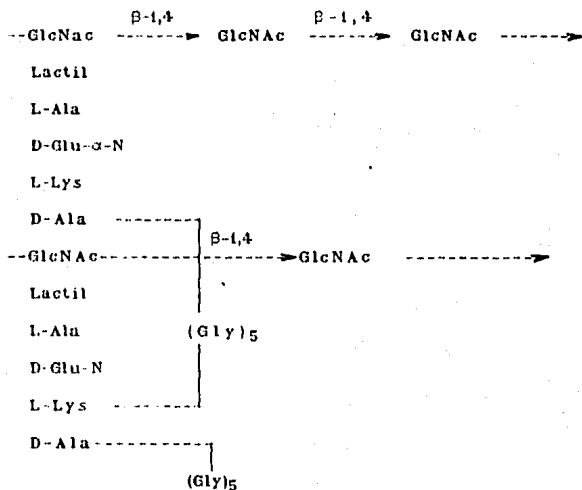 β-1,4 β-1,4
GlcNac GlcNAc GlcNAc
Lactil
L-Ala
D-Glu-α-N
L-Lys
D-Ala
β-1,4
GlcNAc GlcNAc
Lactil
L-Ala (Gly)5
D-Glu-N
L-Lys
D-Ala
(Gly)5